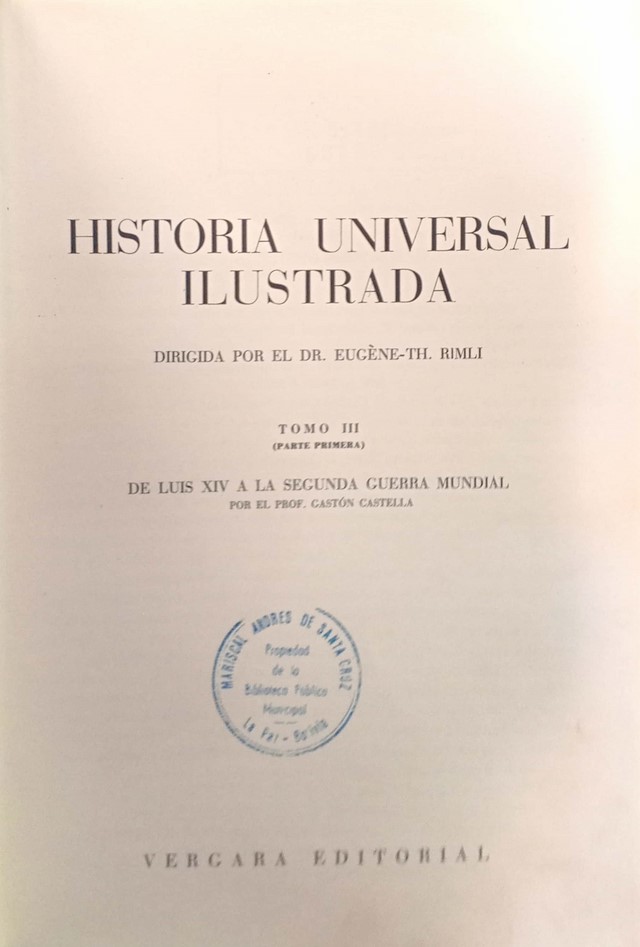 HISTORIA UNIVERSAL
ILUSTRADA
DIRIGIDA POR EL DR. EUGÈNE-TH. RIMLI
TOMO III
(PARTE PRIMERA)
DE LUIS XIV A LA SEGUNDA GUERRA MUNDIAL
POR EL PROF. GASTÓN CASTELLA
MARISCAL ANDRES DE SANTA CRUZ
Propiedad
de la
Biblioteca Pública
Municipal
La Paz - Bolivia
VERGARA EDITORIAL